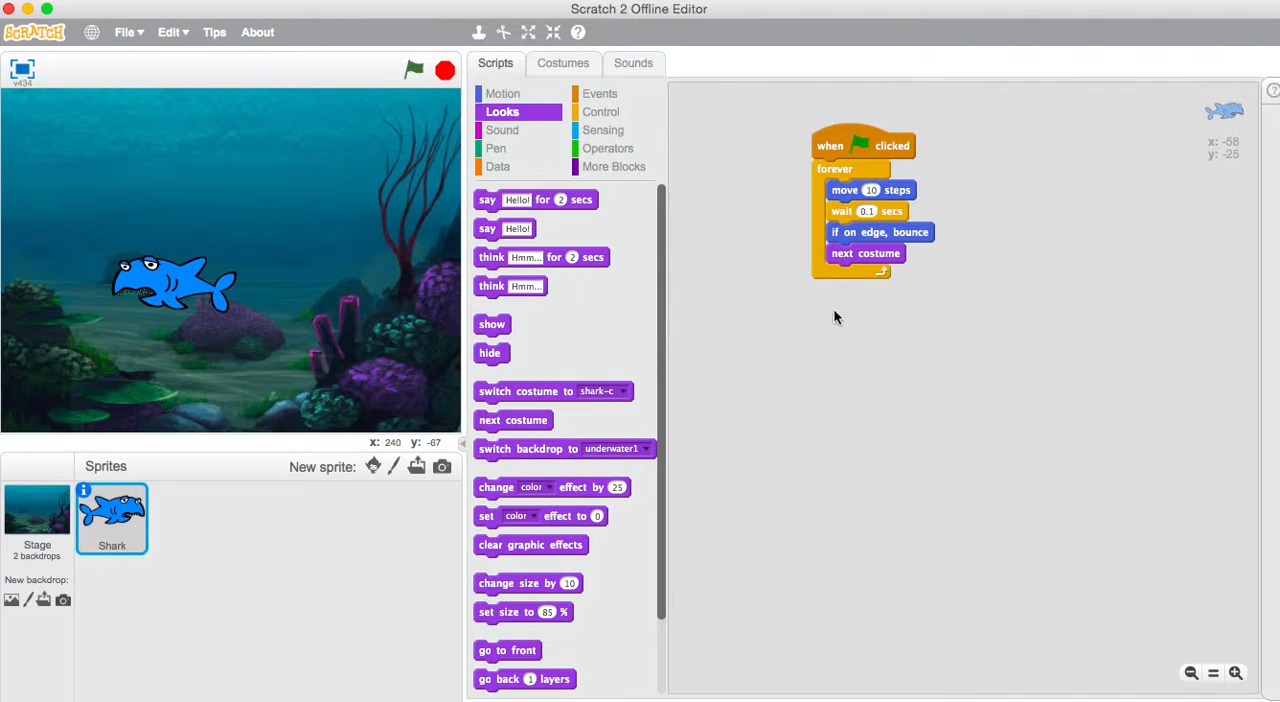 Scratch 2 Offline Editor
SCRATCH File▾ Edit▾ Tips About
v434
Scripts Costumes Sounds
Motion Events
Looks Control
Sound Sensing
Pen Operators
Data More Blocks
say Hello! for 2 secs
say Hello!
think Hmm... for 2 secs
think Hmm...
show
hide
switch costume to shark-c
next costume
switch backdrop to underwater1
change color effect by 25
set color effect to 0
clear graphic effects
change size by 10
set size to 85 %
go to front
go back 1 layers
when clicked
forever
move 10 steps
wait 0.1 secs
if on edge, bounce
next costume
x: -58
y: -25
x: 240 y: -67
Sprites New sprite:
Stage
2 backdrops
New backdrop:
Shark